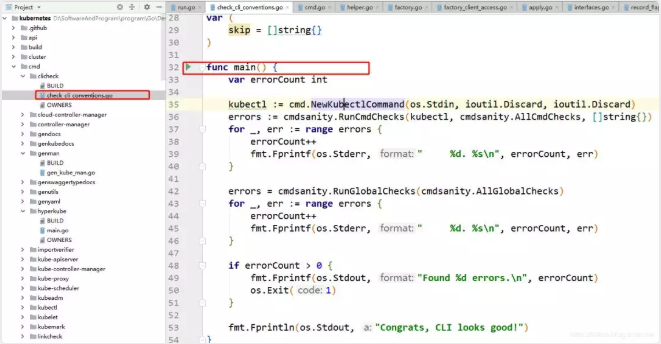 Project
kubernetes D:\SoftwareAndProgram\program\Go\De
.github
api
build
cluster
cmd
clicheck
BUILD
check_cli_conventions.go
OWNERS
cloud-controller-manager
gendocs
genkubedocs
genman
BUILD
gen_kube_man.go
genswaggertypedocs
genutils
genyaml
hyperkube
BUILD
main.go
OWNERS
importverifier
kube-apiserver
kube-controller-manager
kube-proxy
kube-scheduler
kubeadm
kubectl
kubelet
kubemark
linkcheck
run.go check_cli_conventions.go cmd.go helper.go factory.go factory_client_access.go apply.go interfaces.go
28 var (
29 skip = []string{}
30 )
31
32 func main() {
33 var errorCount int
34
35 kubectl := cmd.NewKubectlCommand(os.Stdin, ioutil.Discard, ioutil.Discard)
36 errors := cmdsanity.RunCmdChecks(kubectl, cmdsanity.AllCmdChecks, []string{})
37 for _, err := range errors {
38 errorCount++
39 fmt.Fprintf(os.Stderr, format: " %d. %s\n", errorCount, err)
40 }
41
42 errors = cmdsanity.RunGlobalChecks(cmdsanity.AllGlobalChecks)
43 for _, err := range errors {
44 errorCount++
45 fmt.Fprintf(os.Stderr, format: " %d. %s\n", errorCount, err)
46 }
47
48 if errorCount > 0 {
49 fmt.Fprintf(os.Stdout, format: "Found %d errors.\n", errorCount)
50 os.Exit( code: 1)
51 }
52
53 fmt.Fprintln(os.Stdout, a: "Congrats, CLI looks good!")
54 }